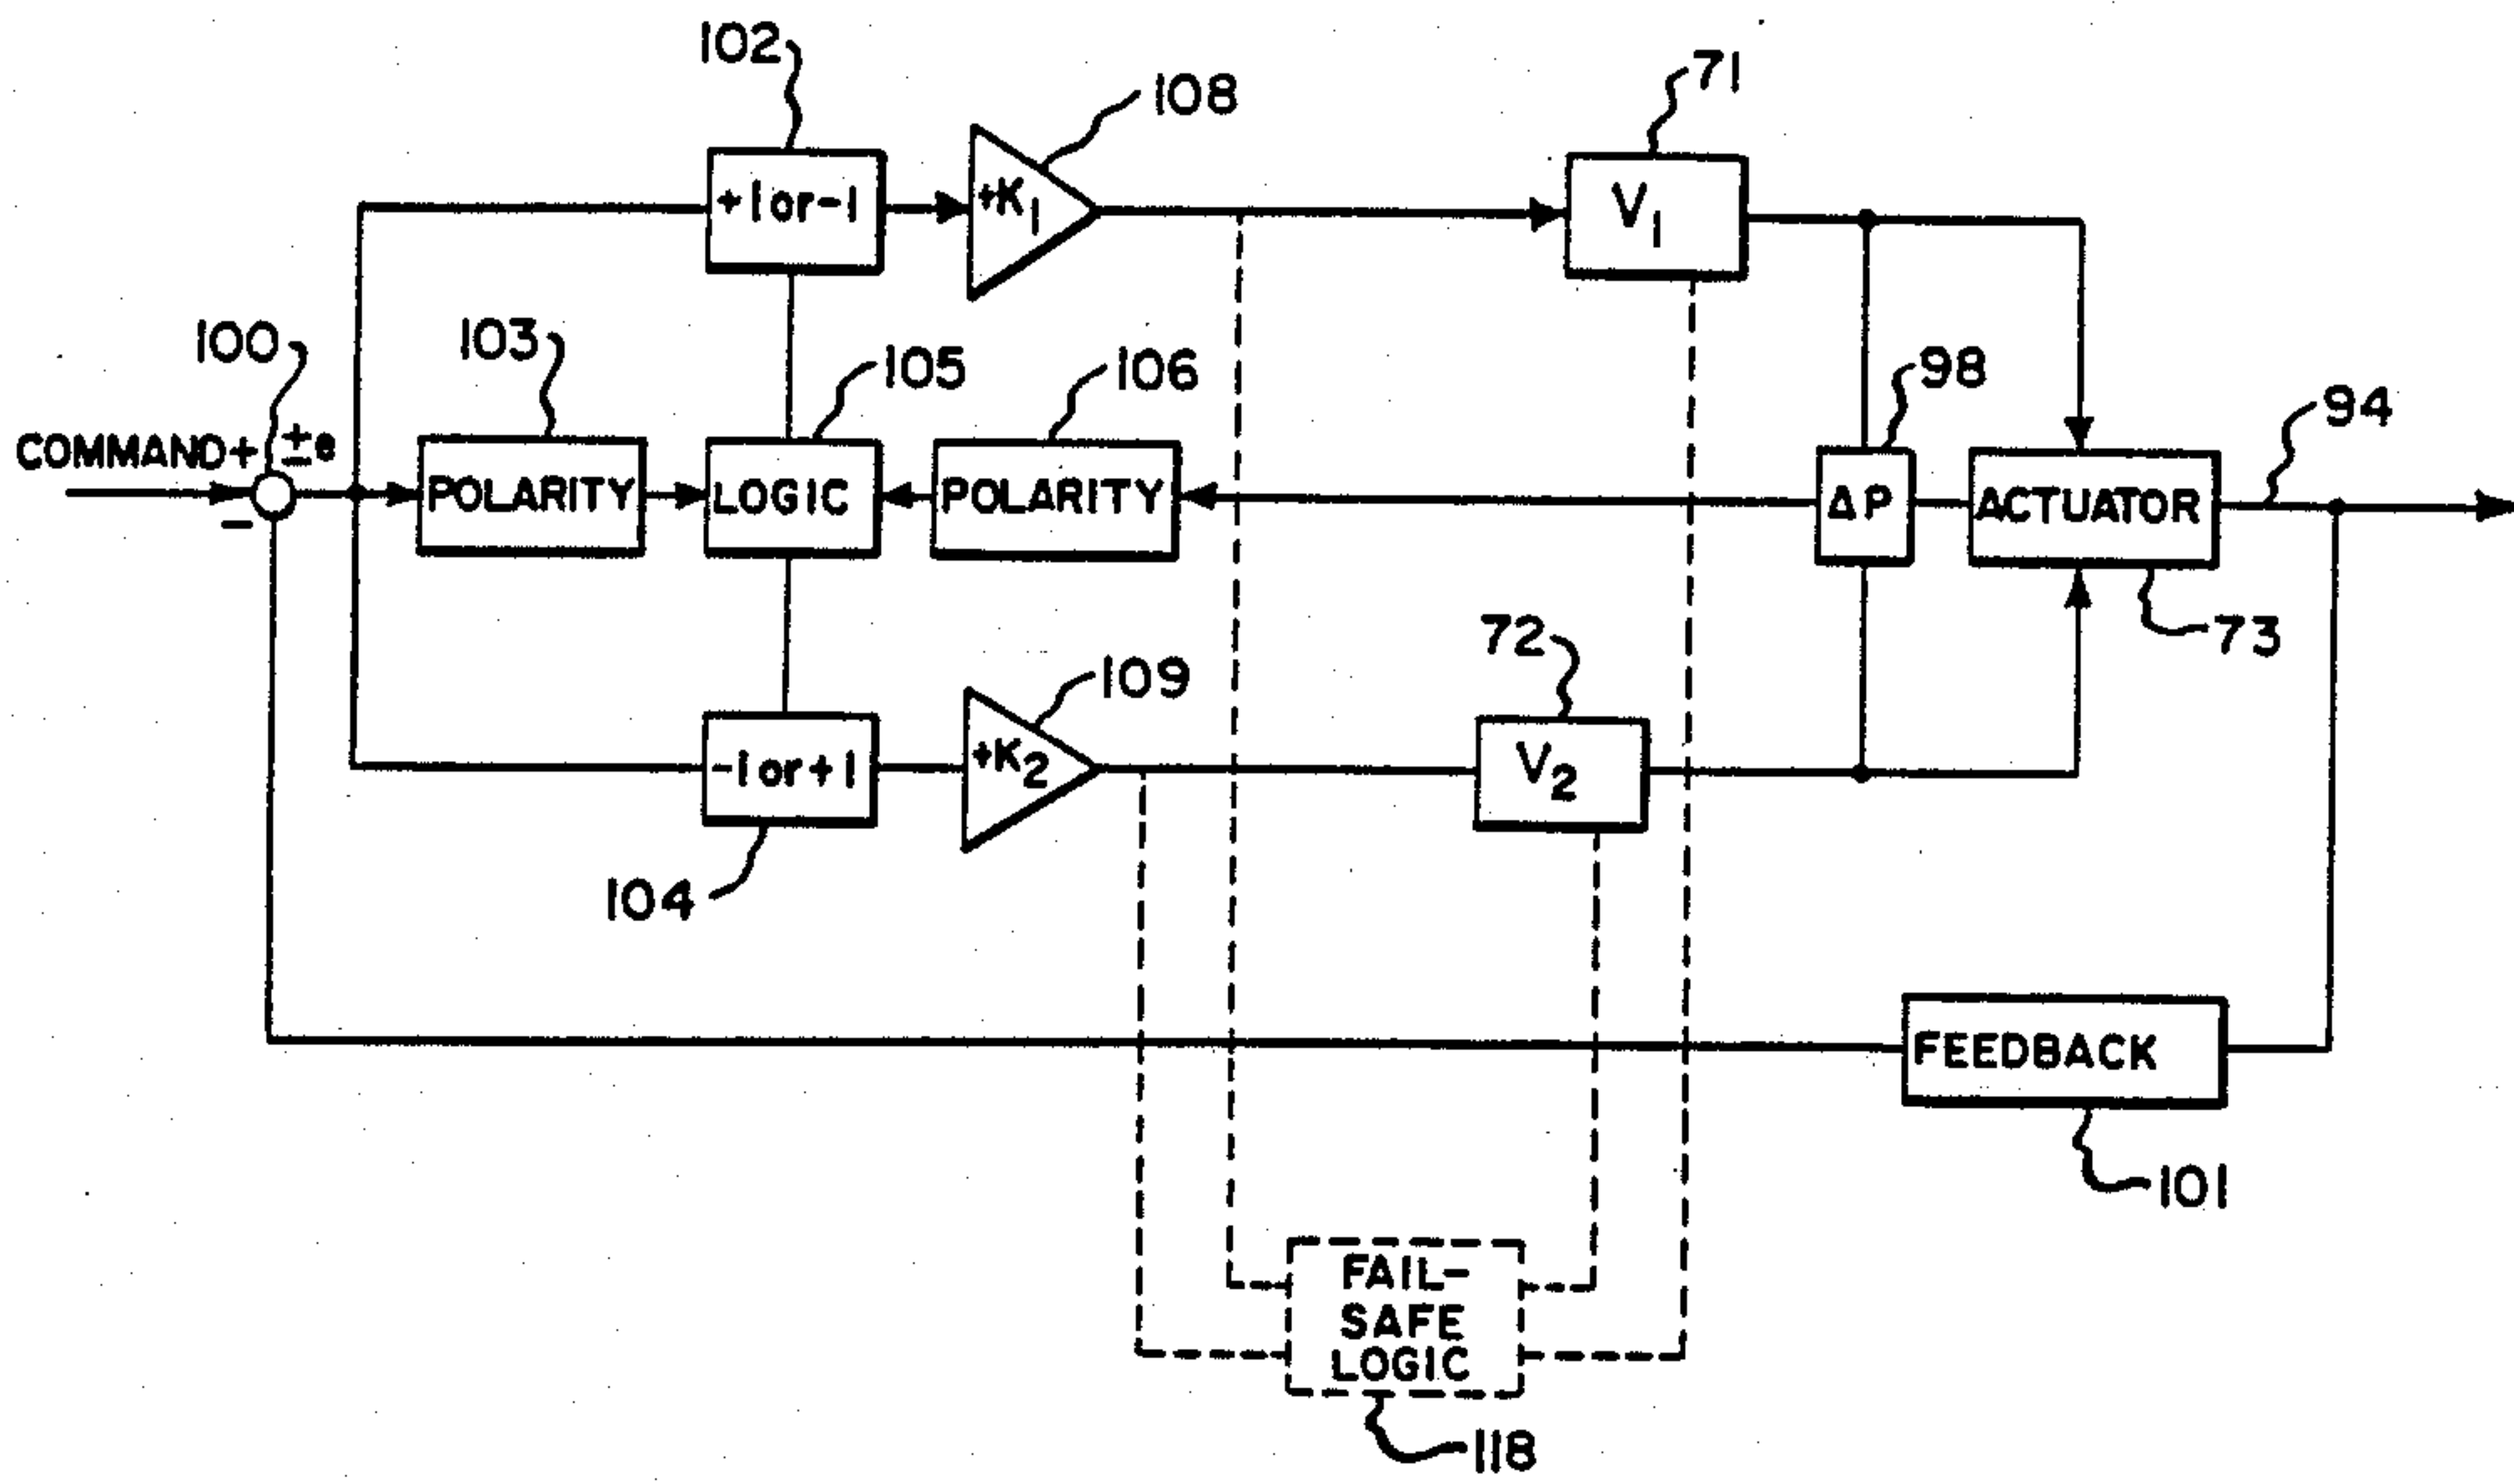 102
108
71
+1 or -1
+K1
V1
100
103
105
106
98
94
COMMAND + ±e
POLARITY
LOGIC
POLARITY
ΔP
ACTUATOR
−
72
73
109
-1 or +1
+K2
V2
104
FEEDBACK
101
FAIL-
SAFE
LOGIC
118